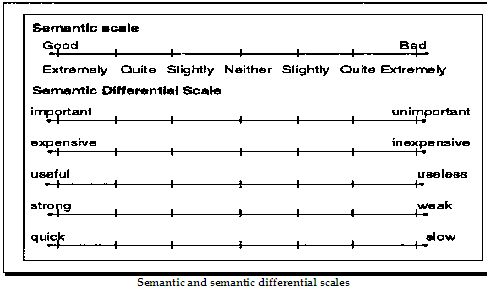 Semantic scale
Good Bad
Extremely Quite Slightly Neither Slightly Quite Extremely
Semantic Differential Scale
important unimportant
expensive inexpensive
useful useless
strong weak
quick slow
Semantic and semantic differential scales